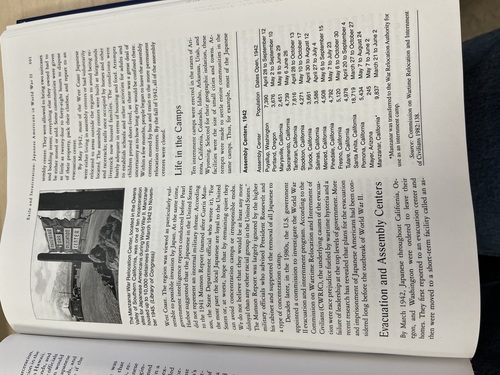 Exile and Incarceration: Japanese Americans in World War II 995
MANZANAR
WAR RELOCATION
CENTER
The Manzanar War Relocation Center, located in the Owens
Valley of Southern California, was one of ten incarceration
sites for Japanese Americans during World War II. Manzanar
housed up to 10,000 detainees from March 1942 to Novem-
ber 1945. (Library of Congress)
West Coast. The region was viewed as particularly vul-
nerable to possible invasion by Japan. At the same time,
government intelligence reports conducted before Pearl
Harbor suggested that the Japanese in the United States
did not represent an internal military threat. According
to the 1941 Munson Report (named after Curtis Mun-
son, the State Department official who wrote it), "For
the most part the local Japanese are loyal to the United
States or, at worst, hope that by remaining quiet they
can avoid concentration camps or irresponsible mobs.
We do not believe that they would be at least any more
disloyal than any other racial group in the United States."
The Munson Report was largely ignored by the higher
military officials who advised President Roosevelt and
his cabinet and supported the removal of all Japanese to
a type of concentration camp.
Decades later, in the 1980s, the U.S. government
appointed a commission to investigate the World War
II evacuation and internment program. According to the
Commission on Wartime Relocation and Internment of
Civilians (CWRIC), the underlying causes of the evacua-
tion were race prejudice fueled by wartime hysteria and a
failure of leadership at the top levels of government. More
recent research has revealed that plans for the evacuation
and imprisonment of Japanese Americans had been con-
sidered long before the outbreak of World War II.
Evacuation and Assembly Centers
By March 1942, Japanese throughout California, Or-
egon, and Washington were ordered to leave their
homes. They first reported to an evacuation center and
then were moved to a short-term facility called an as-
sembly center. They were allowed to bring two suitcases
and bedding items; everything else they owned had to
be either stored or sold. Some communities were given
as little as twenty-four to forty-eight hours to dispose
of their property, pack their clothes, and report to an
evacuation center.
By May 1942, most of the West Coast Japanese
were either living in assembly centers or had voluntarily
relocated to areas outside the region to avoid being re-
located. The assembly centers were built at fairgrounds
and racetracks; stalls once occupied by horses and other
livestock now housed families. The conditions were
barely adequate in terms of housing and food. Attempts
to establish schools and other activities for adults and
children proved short-lived, as there was a great deal of
uncertainty as to how long they would be confined there.
Within a few months, people began to leave the assembly
centers, moved by bus and train to the more permanent
relocation centers. By the fall of 1942, all of the assembly
centers were closed.
Life in the Camps
Ten internment camps were erected in the states of Ari-
zona, California, Colorado, Idaho, Arkansas, Utah, and
Wyoming. Selected for their geographic isolation, these
facilities were the size of small cities and towns. At-
tempts were made to settle entire communities in the
same camps. Thus, for example, most of the Japanese
Assembly Centers, 1942
Assembly Center Population Dates Open, 1942
Puyallup, Washington 7,390 April 28 to September 12
Portland, Oregon 3,676 May 2 to September 10
Marysville, California 2,451 May 8 to June 29
Sacramento, California 4,739 May 6 June 26
Tanforan, California 7,816 April 28 to October 13
Stockton, California 4,271 May 10 to October 17
Turlock, California 3,661 April 30 to August 12
Salinas, California 3,586 April 27 to July 4
Merced, California 4,508 May 6 to September 15
Pinedale, California 4,792 May 7 to July 23
Fresno, California 5,120 May 6 to October 30
Tulare, California 4,978 April 20 to September 4
Santa Anita, California 18,719 March 27 to October 27
Pomona, California 5,434 May 7 to August 24
Mayer, Arizona 245 May 7 to June 2
Manzanar, California* 9,837 March 21 to June 2
*Manzanar was transferred to the War Relocation Authority for
use as an internment camp.
Source: Commission on Wartime Relocation and Internment
of Civilians 1982:138.